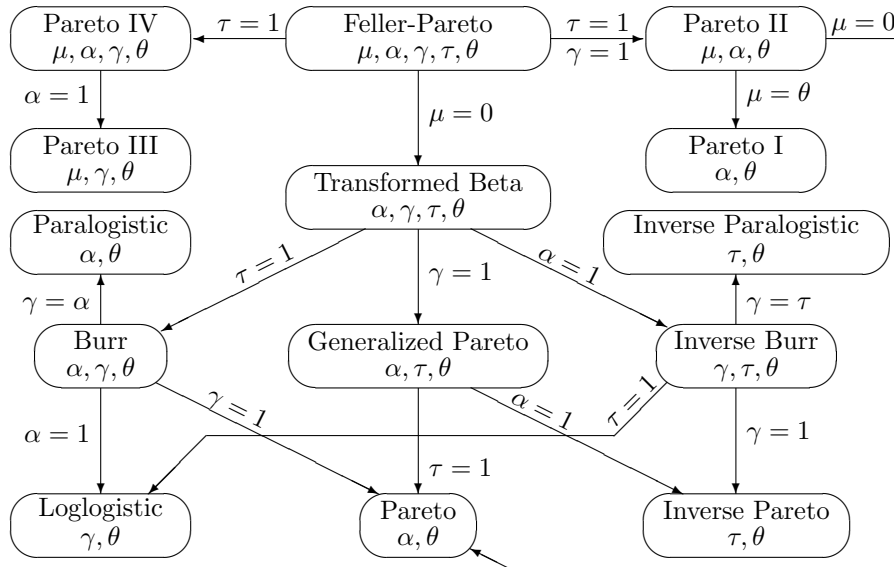 Pareto IV
μ, α, γ, θ
τ = 1
Feller-Pareto
μ, α, γ, τ, θ
τ = 1
γ = 1
Pareto II
μ, α, θ
μ = 0
α = 1
μ = 0
μ = θ
Pareto III
μ, γ, θ
Pareto I
α, θ
Transformed Beta
α, γ, τ, θ
Paralogistic
α, θ
Inverse Paralogistic
τ, θ
τ = 1
γ = 1
α = 1
γ = α
γ = τ
Burr
α, γ, θ
Generalized Pareto
α, τ, θ
Inverse Burr
γ, τ, θ
α = 1
γ = 1
α = 1
τ = 1
γ = 1
τ = 1
Loglogistic
γ, θ
Pareto
α, θ
Inverse Pareto
τ, θ